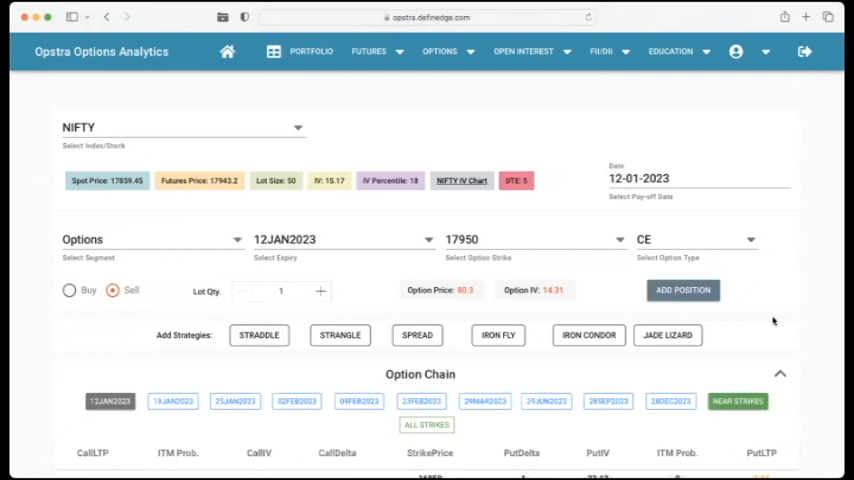 opstra.definedge.com
Opstra Options Analytics PORTFOLIO FUTURES OPTIONS OPEN INTEREST FII/DII EDUCATION
NIFTY
Select Index/Stock
Spot Price: 17859.45 Futures Price: 17943.2 Lot Size: 50 IV: 15.17 IV Percentile: 18 NIFTY IV Chart DTE: 5
Date
12-01-2023
Select Pay-off Date
Options 12JAN2023 17950 CE
Select Segment Select Expiry Select Option Strike Select Option Type
Buy Sell Lot Qty. 1 Option Price: 80.3 Option IV: 14.31 ADD POSITION
Add Strategies: STRADDLE STRANGLE SPREAD IRON FLY IRON CONDOR JADE LIZARD
Option Chain
12JAN2023 19JAN2023 25JAN2023 02FEB2023 09FEB2023 23FEB2023 29MAR2023 29JUN2023 28SEP2023 28DEC2023 NEAR STRIKES
ALL STRIKES
CallLTP ITM Prob. CallIV CallDelta StrikePrice PutDelta PutIV ITM Prob. PutLTP